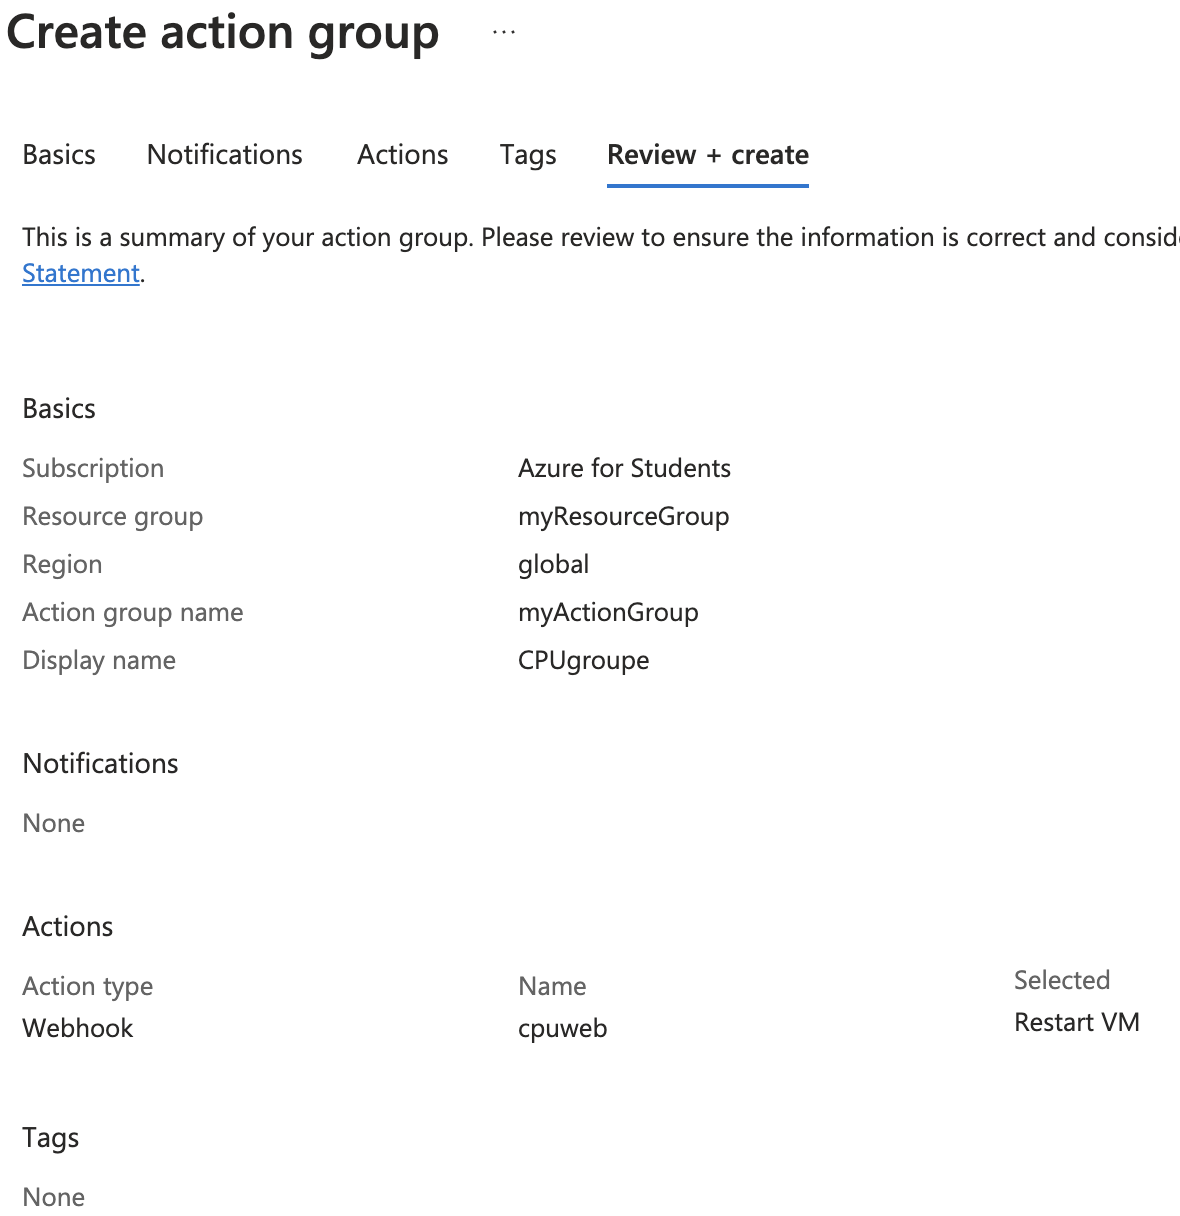 Create action group ...
Basics Notifications Actions Tags Review + create
This is a summary of your action group. Please review to ensure the information is correct and
Statement.
Basics
Subscription Azure for Students
Resource group myResourceGroup
Region global
Action group name myActionGroup
Display name CPUgroupe
Notifications
None
Actions
Action type Name Selected
Webhook cpuweb Restart VM
Tags
None